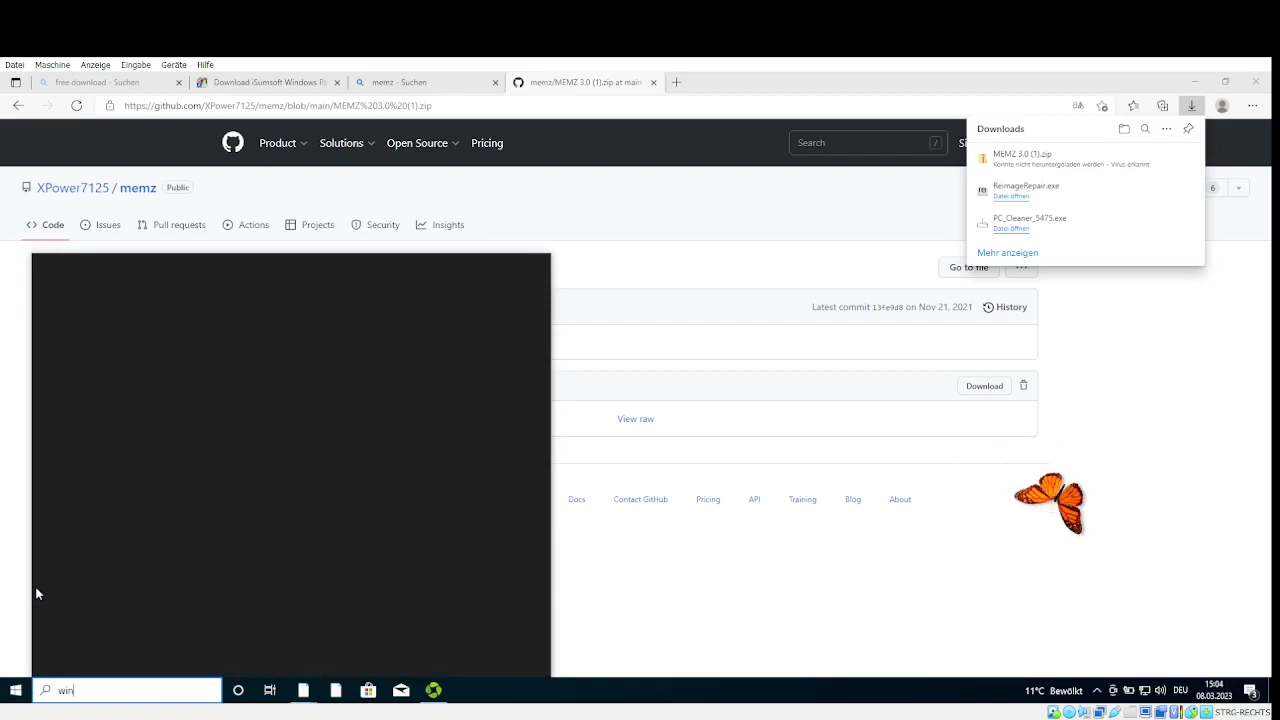 Datei Maschine Anzeige Eingabe Geräte Hilfe
free download - Suchen
Download iSumsoft Windows Pa
memz - Suchen
memz/MEMZ 3.0 (1).zip at main
https://github.com/XPower7125/memz/blob/main/MEMZ%203.0%20(1).zip
Product Solutions Open Source Pricing
Search /
Si
Downloads
MEMZ 3.0 (1).zip
Konnte nicht heruntergeladen werden – Virus erkannt
ReimageRepair.exe
Datei öffnen
PC_Cleaner_5475.exe
Datei öffnen
Mehr anzeigen
XPower7125 / memz Public
6
Code Issues Pull requests Actions Projects Security Insights
Go to file
Latest commit 13fe9d8 on Nov 21, 2021 History
Download
View raw
Docs Contact GitHub Pricing API Training Blog About
win
11°C Bewölkt
DEU
15:04
08.03.2023
3
STRG-RECHTS